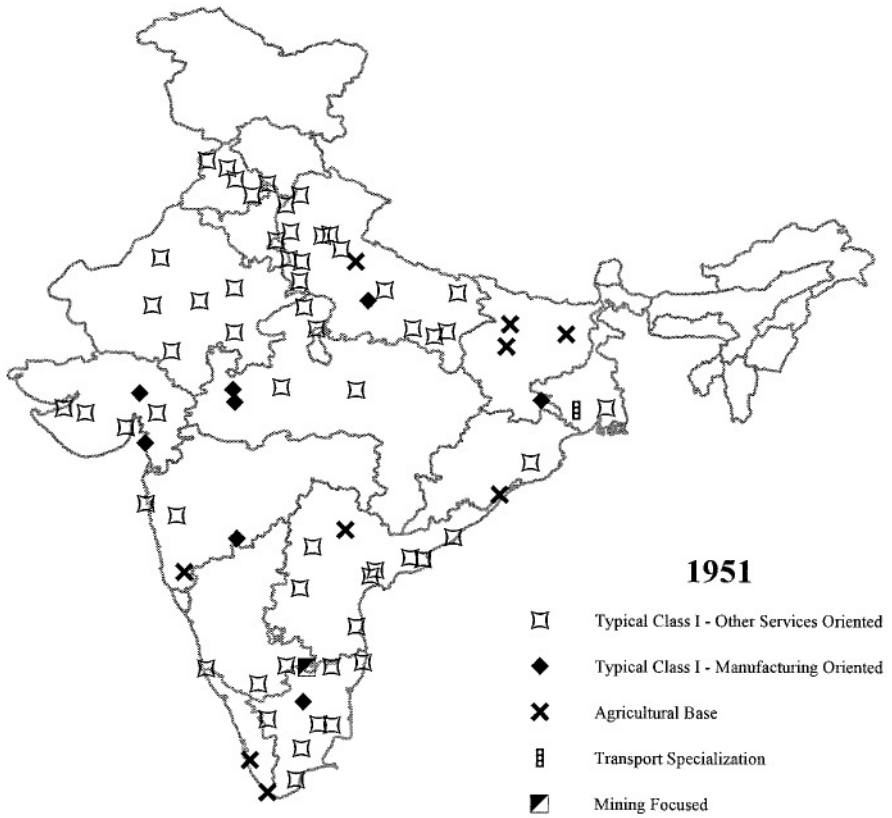 1951
Typical Class I - Other Services Oriented
Typical Class I - Manufacturing Oriented
Agricultural Base
Transport Specialization
Mining Focused